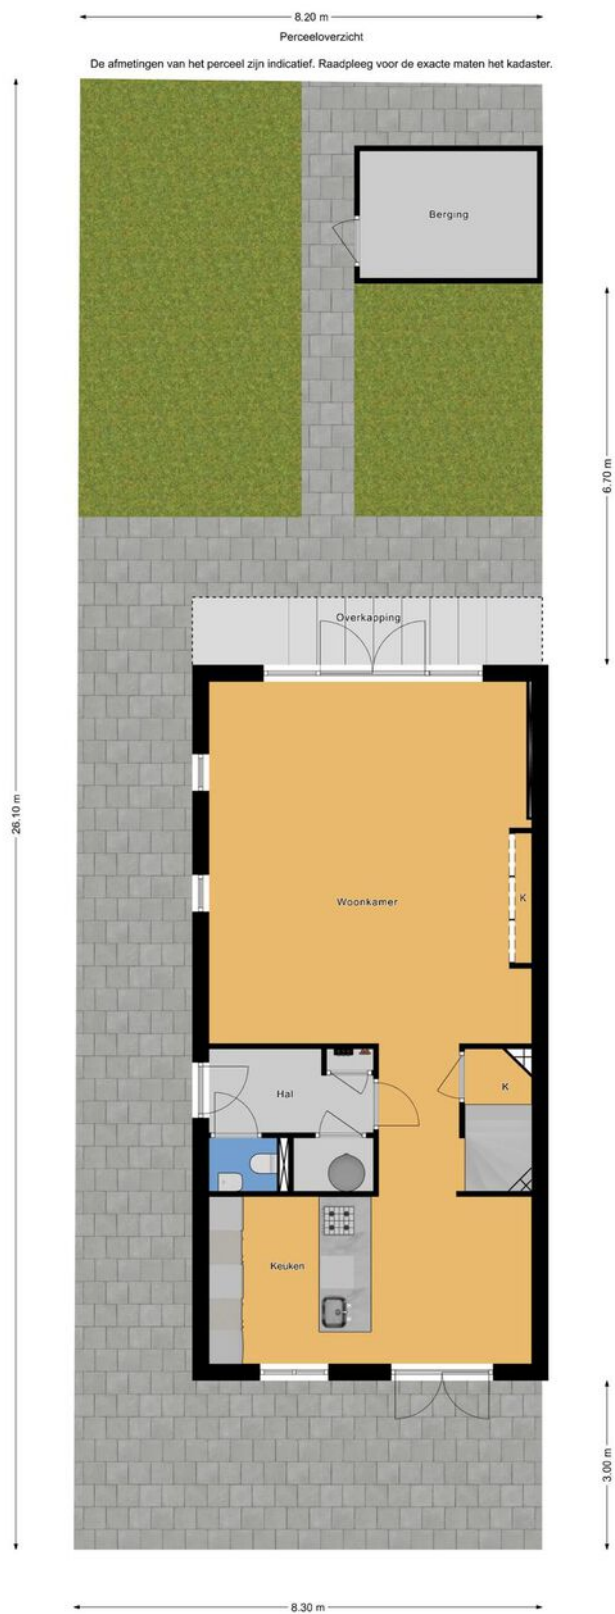 8.20 m
Perceeloverzicht
De afmetingen van het perceel zijn indicatief. Raadpleeg voor de exacte maten het kadaster.
Berging
6.70 m
Overkapping
26.10 m
Woonkamer
K
Hal
K
Keuken
3.00 m
8.30 m